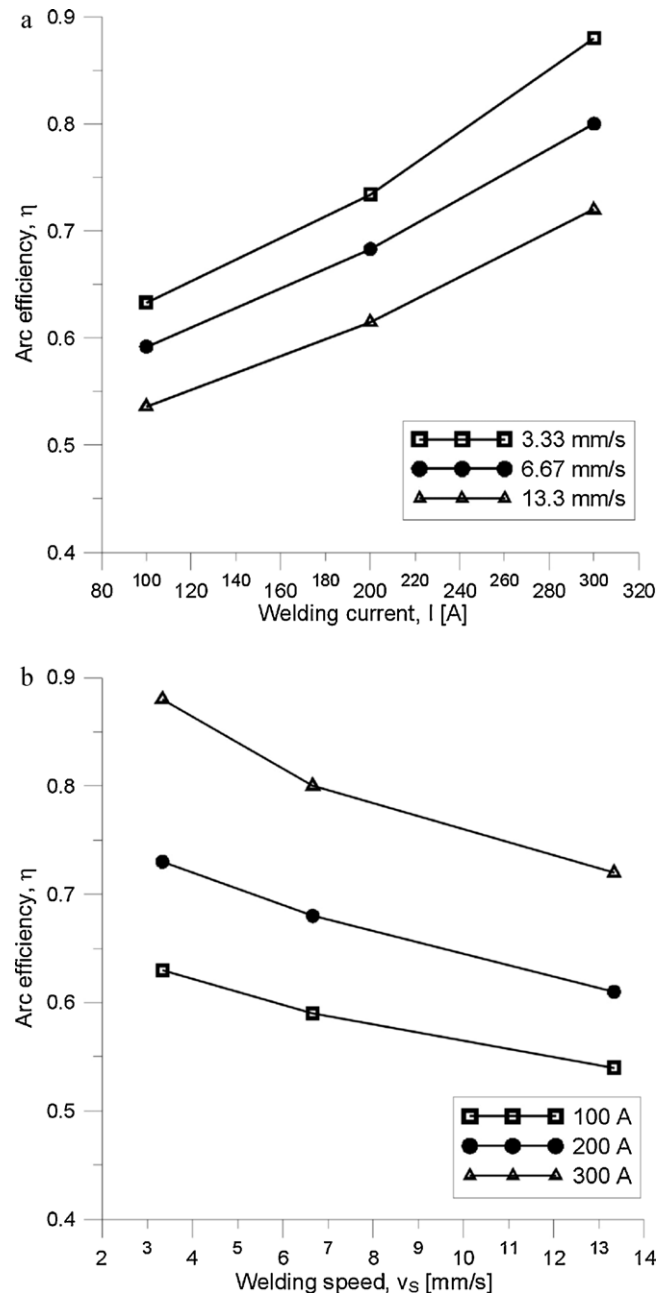 a
0.9
0.8
0.7
0.6
0.5
0.4
Arc efficiency, η
3.33 mm/s
6.67 mm/s
13.3 mm/s
80 100 120 140 160 180 200 220 240 260 280 300 320
Welding current, I [A]
b
0.9
0.8
0.7
0.6
0.5
0.4
Arc efficiency, η
100 A
200 A
300 A
2 3 4 5 6 7 8 9 10 11 12 13 14
Welding speed, vS [mm/s]